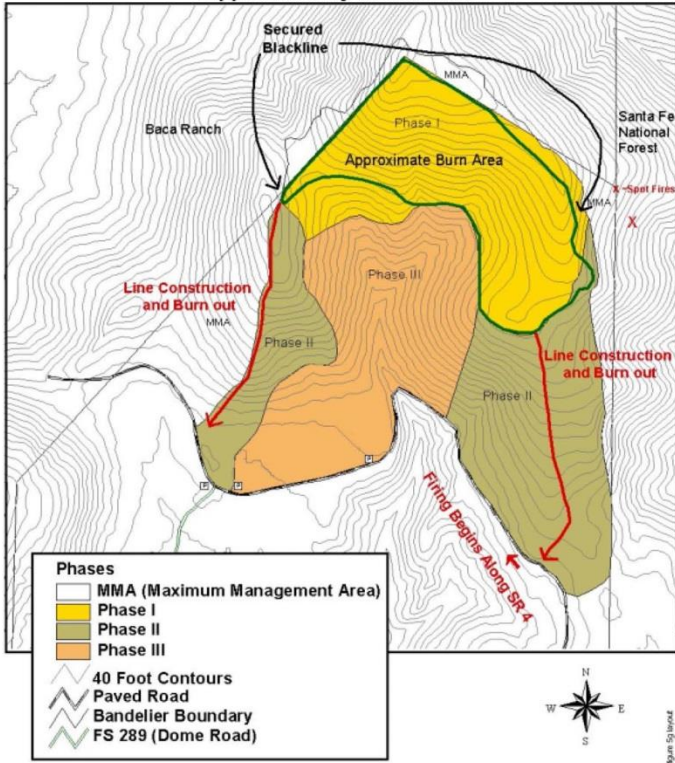 Secured
Blackline
MMA
Baca Ranch
Phase I
Santa Fe
National
Forest
Approximate Burn Area
X -Spot Fires
MMA
X
Phase III
Line Construction
and Burn out
MMA
Phase II
Line Construction
and Burn out
Phase II
P
P
P
Firing Begins Along SR 4
Phases
MMA (Maximum Management Area)
Phase I
Phase II
Phase III
40 Foot Contours
Paved Road
Bandelier Boundary
FS 289 (Dome Road)
N
W
E
S
layout